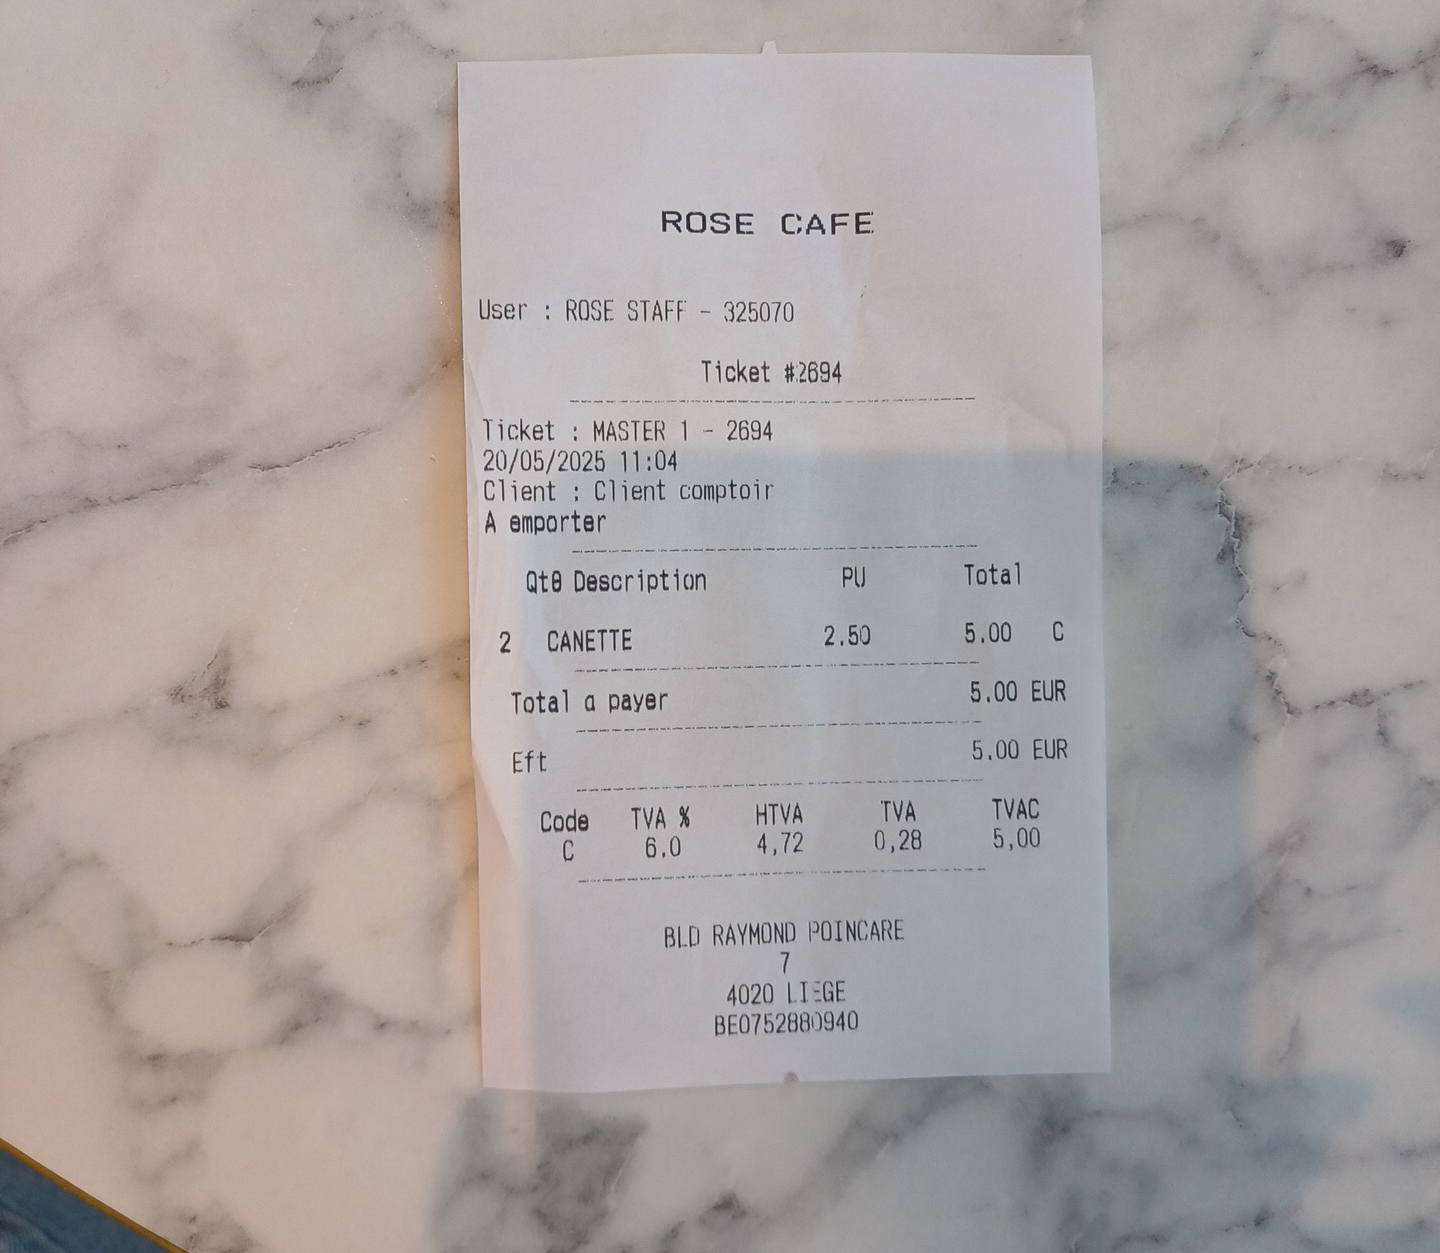 ROSE CAFE
User : ROSE STAFF - 325070
Ticket #2694
Ticket : MASTER 1 - 2694
20/05/2025 11:04
Client : Client comptoir
A emporter
Qt8 Description PU Total
2 CANETTE 2.50 5.00 C
Total a payer 5.00 EUR
Eft 5.00 EUR
Code TVA % HTVA TVA TVAC
C 6.0 4,72 0,28 5,00
BLD RAYMOND POINCARE
7
4020 LIEGE
BE0752880940